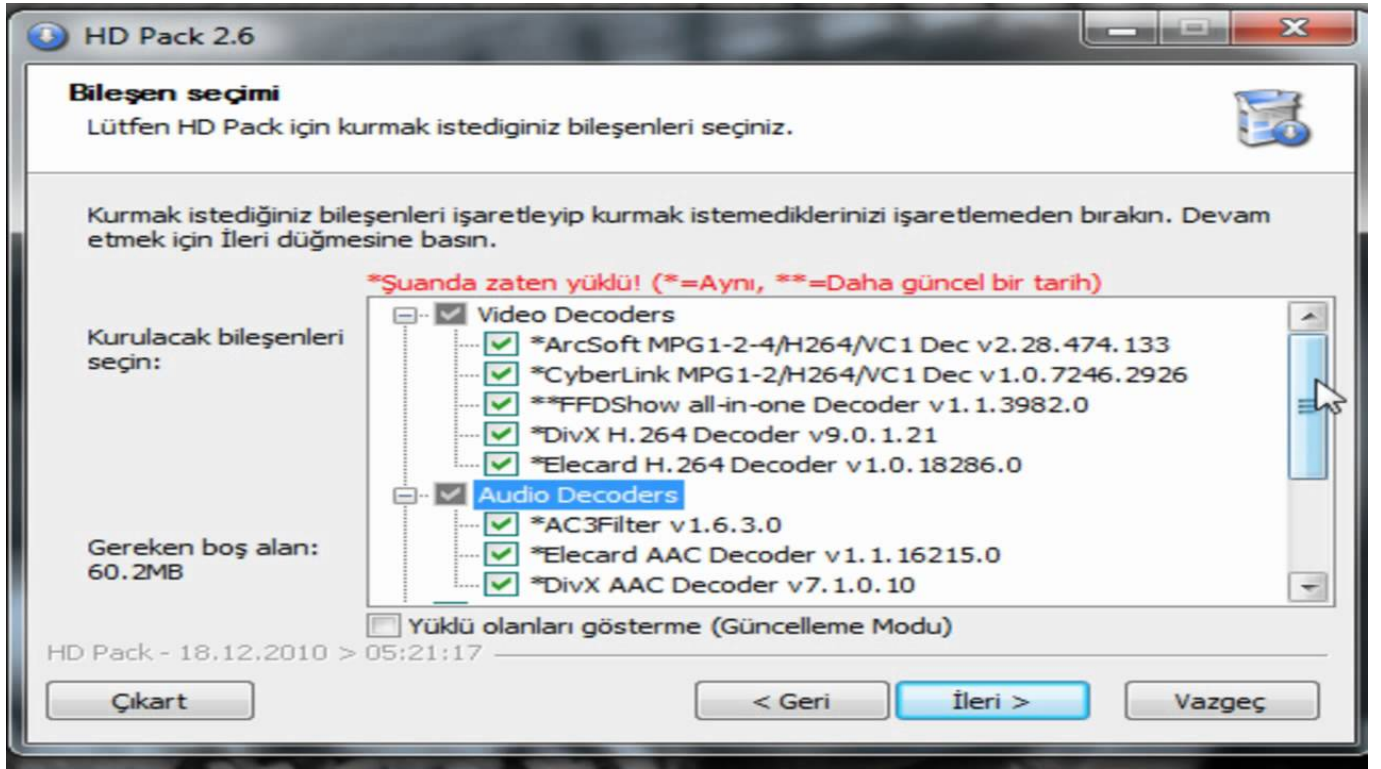 HD Pack 2.6
Bileşen seçimi
Lütfen HD Pack için kurmak istediginiz bileşenleri seçiniz.
Kurmak istediğiniz bileşenleri işaretleyip kurmak istemediklerinizi işaretlemeden bırakın. Devam
etmek için İleri düğmesine basın.
*Şuanda zaten yüklü! (*=Aynı, **=Daha güncel bir tarih)
Kurulacak bileşenleri
seçin:
Video Decoders
*ArcSoft MPG1-2-4/H264/VC1 Dec v2.28.474.133
*CyberLink MPG1-2/H264/VC1 Dec v1.0.7246.2926
**FFDShow all-in-one Decoder v1.1.3982.0
*DivX H.264 Decoder v9.0.1.21
*Elecard H.264 Decoder v1.0.18286.0
Audio Decoders
*AC3Filter v1.6.3.0
*Elecard AAC Decoder v1.1.16215.0
*DivX AAC Decoder v7.1.0.10
Gereken boş alan:
60.2MB
Yüklü olanları gösterme (Güncelleme Modu)
HD Pack - 18.12.2010 > 05:21:17
Çıkart
< Geri
İleri >
Vazgeç